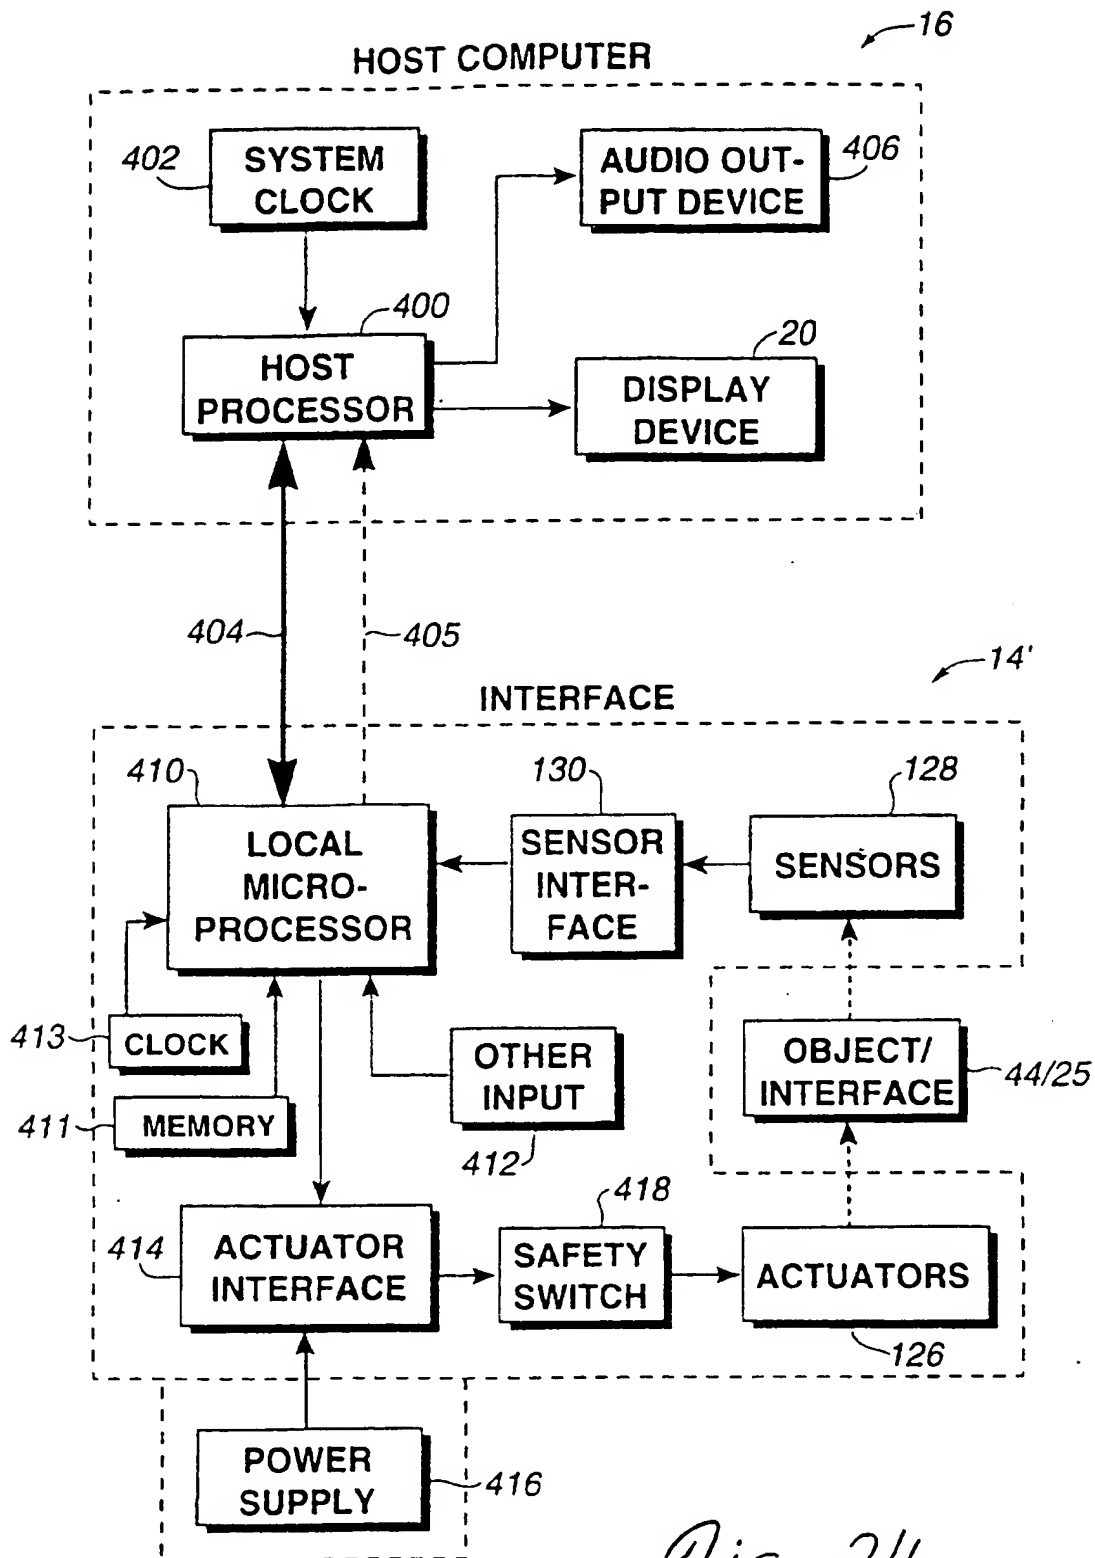 16
HOST COMPUTER
402
SYSTEM
CLOCK
AUDIO OUT-
PUT DEVICE
406
400
HOST
PROCESSOR
20
DISPLAY
DEVICE
404
405
14'
INTERFACE
410
LOCAL
MICRO-
PROCESSOR
130
SENSOR
INTER-
FACE
128
SENSORS
413
CLOCK
411
MEMORY
OTHER
INPUT
412
OBJECT/
INTERFACE
44/25
414
ACTUATOR
INTERFACE
418
SAFETY
SWITCH
ACTUATORS
126
POWER
SUPPLY
416